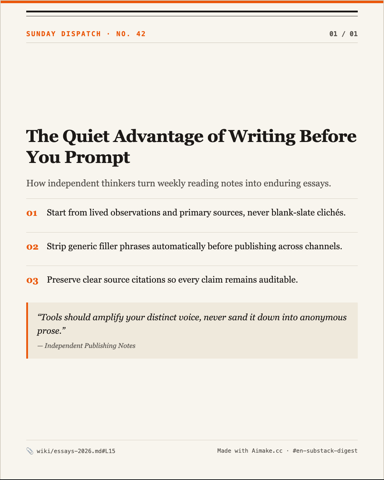 SUNDAY DISPATCH · NO. 42
01 / 01
The Quiet Advantage of Writing Before
You Prompt
How independent thinkers turn weekly reading notes into enduring essays.
01 Start from lived observations and primary sources, never blank-slate clichés.
02 Strip generic filler phrases automatically before publishing across channels.
03 Preserve clear source citations so every claim remains auditable.
“Tools should amplify your distinct voice, never sand it down into anonymous
prose.”
— Independent Publishing Notes
wiki/essays-2026.md#L15
Made with Aimake.cc · #en-substack-digest